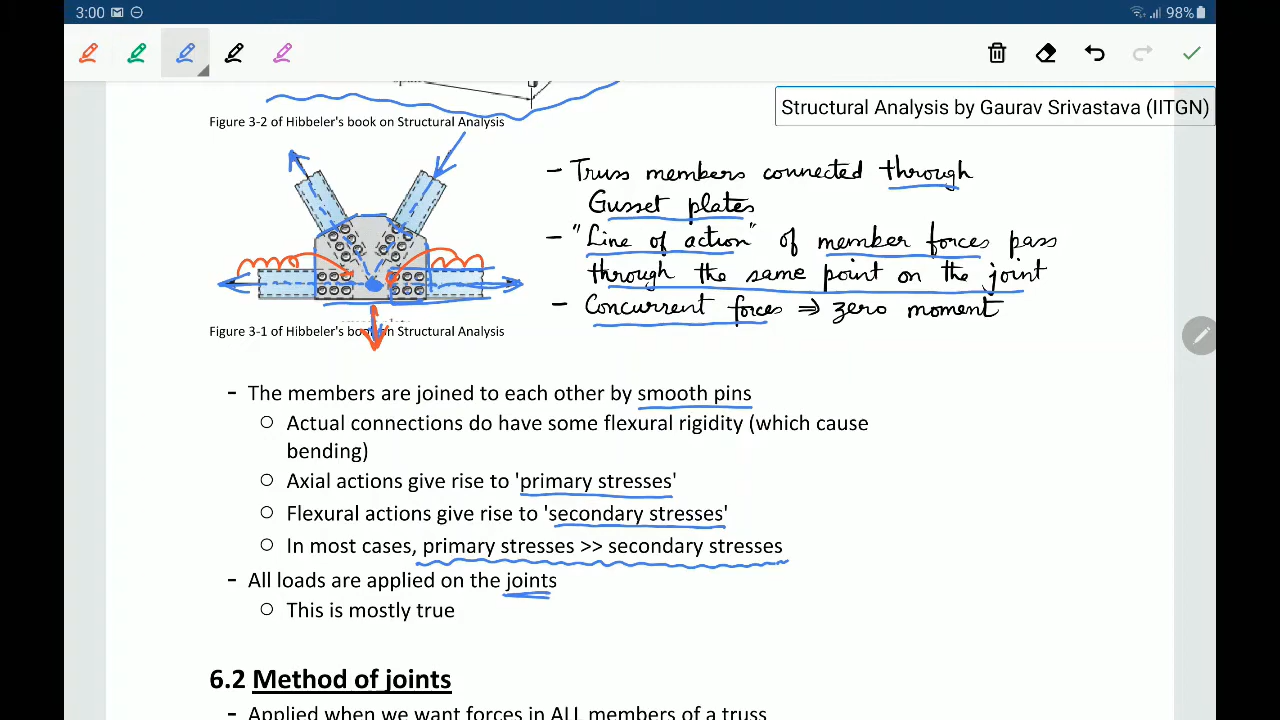 3:00
98%
Structural Analysis by Gaurav Srivastava (IITGN)
Figure 3-2 of Hibbeler's book on Structural Analysis
- Truss members connected through
Gusset plates
- "Line of action" of member forces pass
through the same point on the joint
- Concurrent forces ⇒ zero moment
Figure 3-1 of Hibbeler's book on Structural Analysis
- The members are joined to each other by smooth pins
○ Actual connections do have some flexural rigidity (which cause
bending)
○ Axial actions give rise to 'primary stresses'
○ Flexural actions give rise to 'secondary stresses'
○ In most cases, primary stresses >> secondary stresses
- All loads are applied on the joints
○ This is mostly true
6.2 Method of joints
- Applied when we want forces in ALL members of a truss